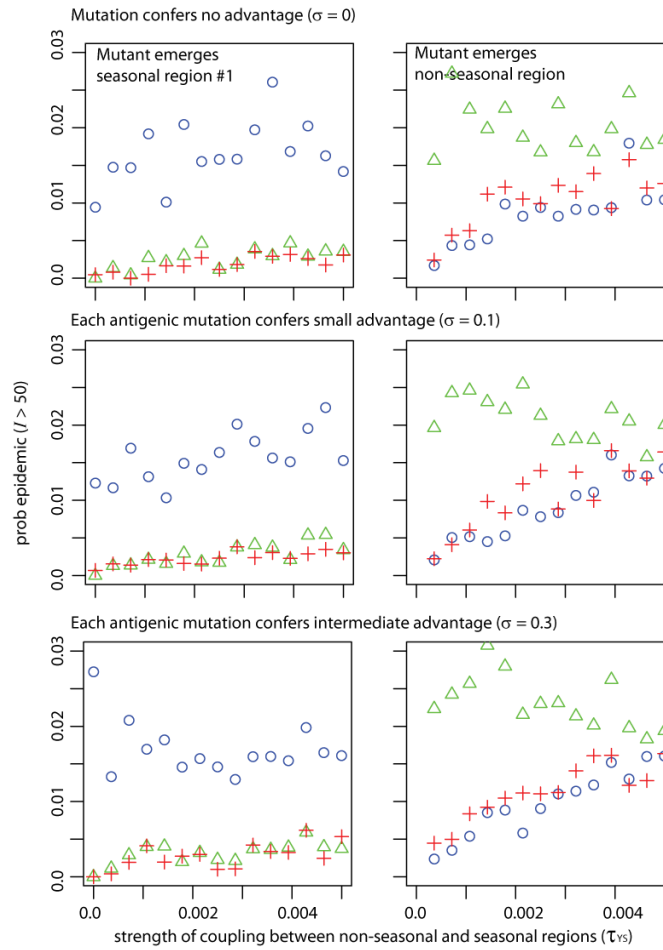 Mutation confers no advantage (σ = 0)
Mutant emerges
seasonal region #1
Mutant emerges
non-seasonal region
0.03
0.02
0.01
0.0
Each antigenic mutation confers small advantage (σ = 0.1)
0.03
0.02
0.01
0.0
prob epidemic (I > 50)
Each antigenic mutation confers intermediate advantage (σ = 0.3)
0.03
0.02
0.01
0.0
0.0 0.002 0.004 0.0 0.002 0.004
strength of coupling between non-seasonal and seasonal regions (τYS)